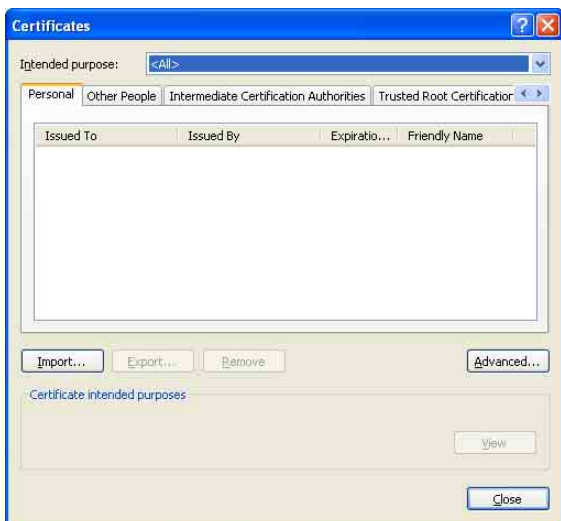 Certificates
Intended purpose: <All>
Personal Other People Intermediate Certification Authorities Trusted Root Certification
Issued To Issued By Expiratio... Friendly Name
Import... Export... Remove Advanced...
Certificate intended purposes
View
Close